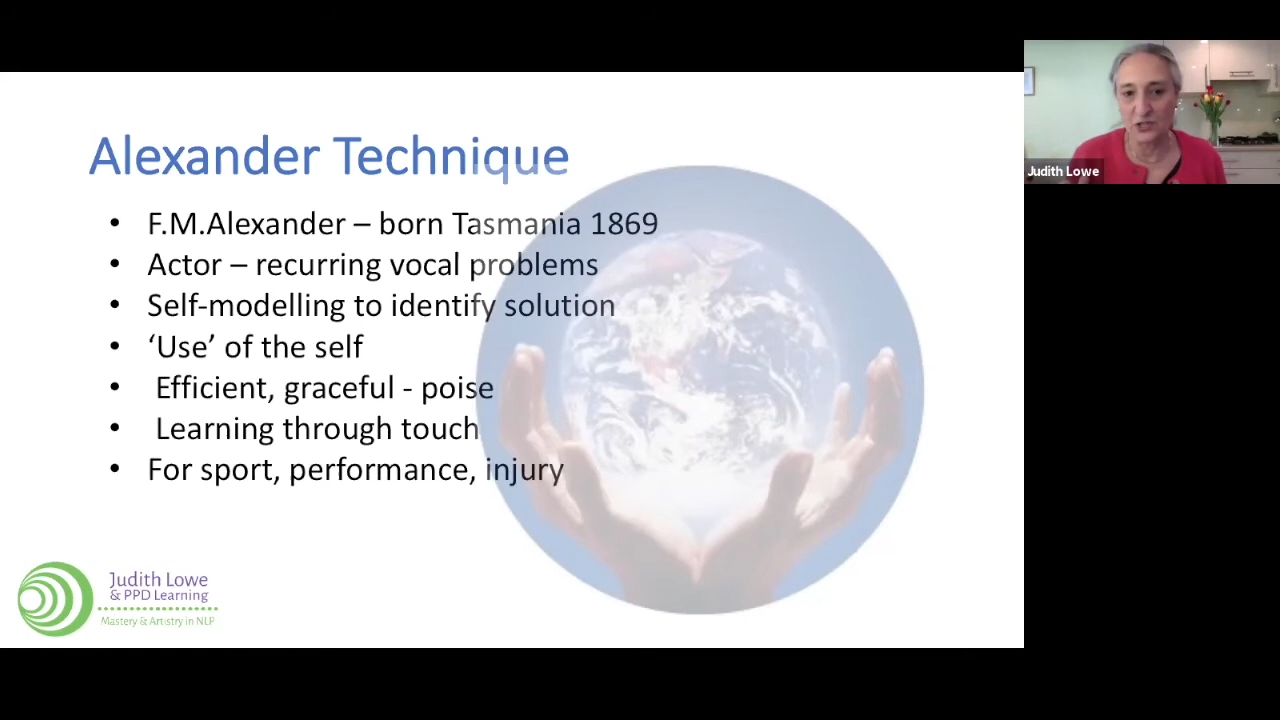 Alexander Technique
• F.M.Alexander – born Tasmania 1869
• Actor – recurring vocal problems
• Self-modelling to identify solution
• ‘Use’ of the self
• Efficient, graceful - poise
• Learning through touch
• For sport, performance, injury
Judith Lowe
& PPD Learning
Mastery & Artistry in NLP
Judith Lowe